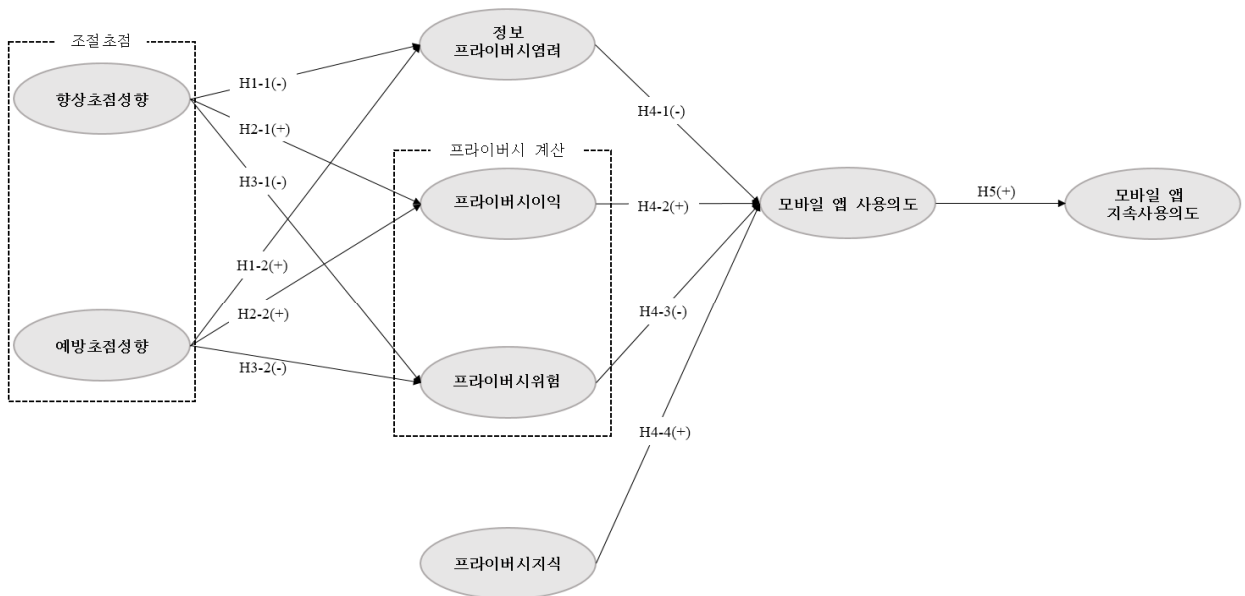 조절초점
향상초점성향
예방초점성향
H1-1(-)
H2-1(+)
H3-1(-)
H1-2(+)
H2-2(+)
H3-2(-)
정보
프라이버시염려
프라이버시 계산
프라이버시이익
프라이버시위험
프라이버시지식
H4-1(-)
H4-2(+)
H4-3(-)
H4-4(+)
모바일 앱 사용의도
H5(+)
모바일 앱
지속사용의도